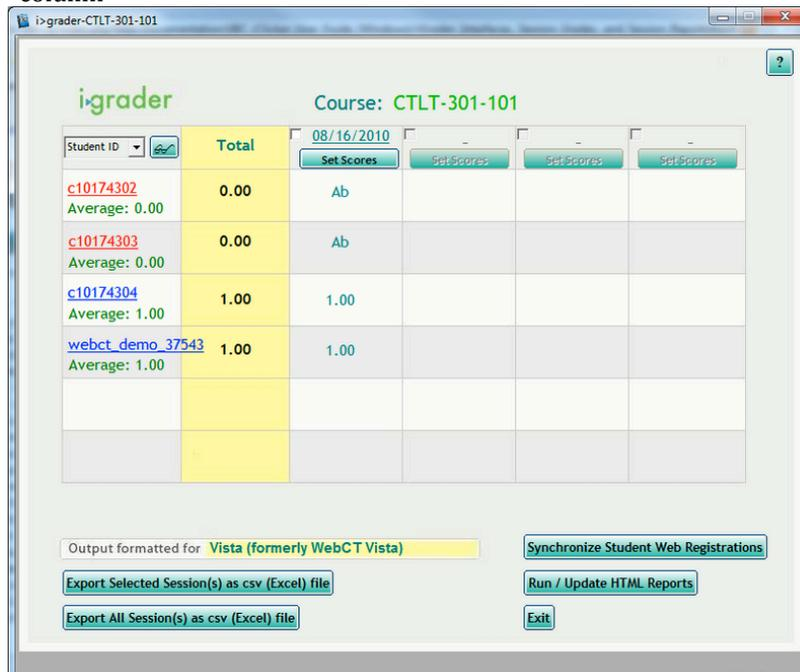 column
i>grader-CTLT-301-101
?
i>grader
Course: CTLT-301-101
Student ID
Total
08/16/2010
Set Scores
-
Set Scores
-
Set Scores
-
Set Scores
c10174302
Average: 0.00
0.00
Ab
c10174303
Average: 0.00
0.00
Ab
c10174304
Average: 1.00
1.00
1.00
webct_demo_37543
Average: 1.00
1.00
1.00
Output formatted for Vista (formerly WebCT Vista)
Synchronize Student Web Registrations
Export Selected Session(s) as csv (Excel) file
Run / Update HTML Reports
Export All Session(s) as csv (Excel) file
Exit